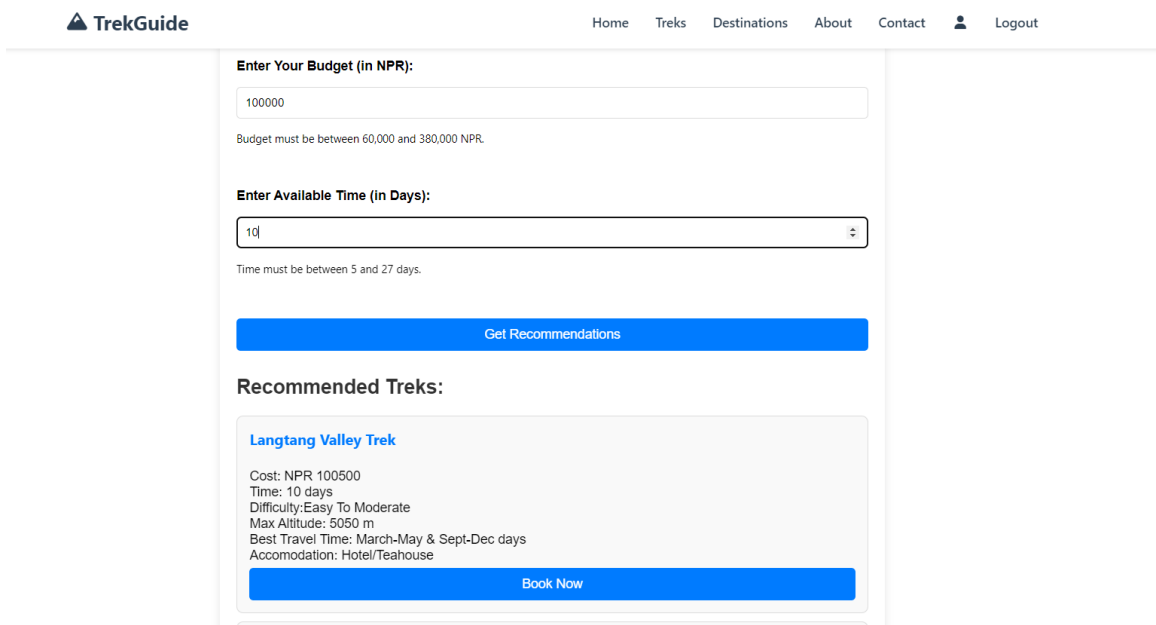 TrekGuide
Home Treks Destinations About Contact Logout
Enter Your Budget (in NPR):
100000
Budget must be between 60,000 and 380,000 NPR.
Enter Available Time (in Days):
10
Time must be between 5 and 27 days.
Get Recommendations
Recommended Treks:
Langtang Valley Trek
Cost: NPR 100500
Time: 10 days
Difficulty:Easy To Moderate
Max Altitude: 5050 m
Best Travel Time: March-May & Sept-Dec days
Accomodation: Hotel/Teahouse
Book Now